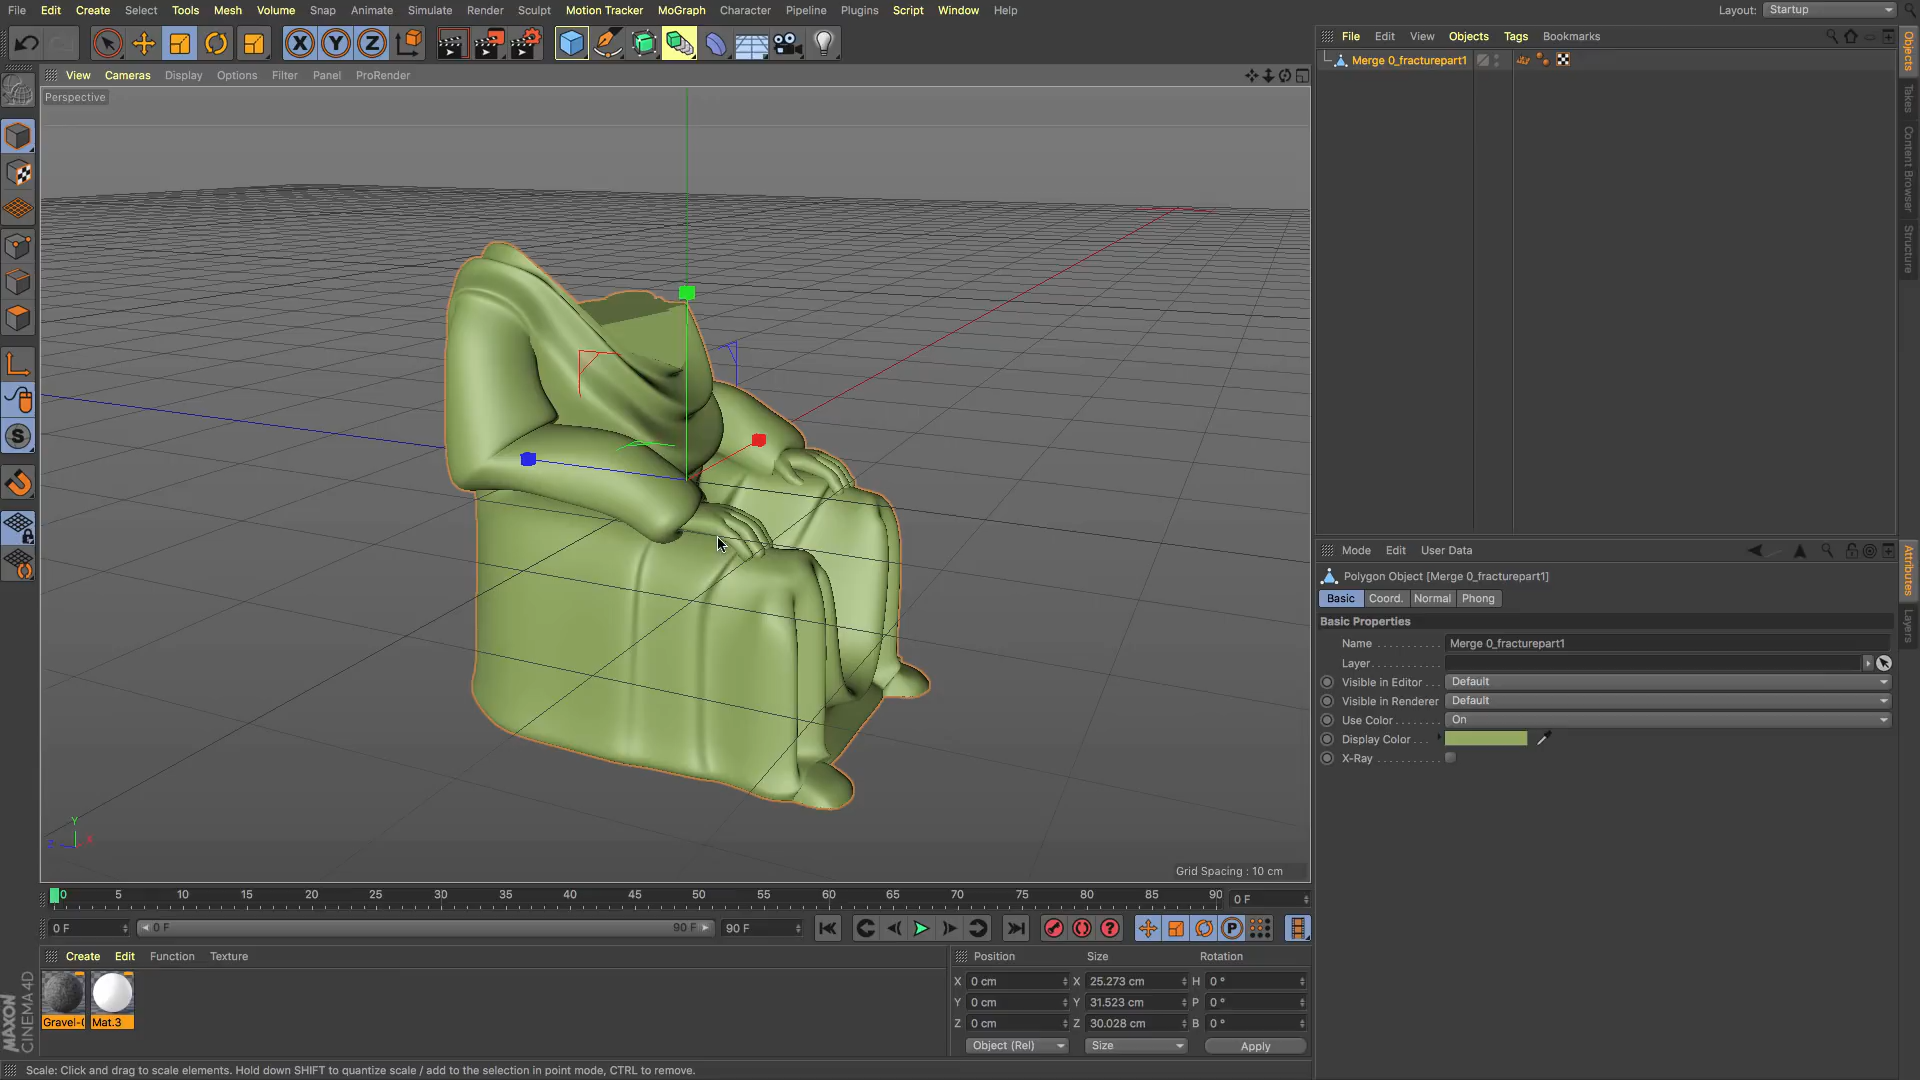 File Edit Create Select Tools Mesh Volume Snap Animate Simulate Render Sculpt Motion Tracker MoGraph Character Pipeline Plugins Script Window Help
Layout: Startup
View Cameras Display Options Filter Panel ProRender
Perspective
Grid Spacing : 10 cm
File Edit View Objects Tags Bookmarks
Merge 0_fracturepart1
Objects
Takes
Content Browser
Structure
Mode Edit User Data
Polygon Object [Merge 0_fracturepart1]
Basic Coord. Normal Phong
Basic Properties
Name Merge 0_fracturepart1
Layer
Visible in Editor Default
Visible in Renderer Default
Use Color On
Display Color
X-Ray
Attributes
Layers
Y
Z X
0 5 10 15 20 25 30 35 40 45 50 55 60 65 70 75 80 85 90 0 F
0 F 0 F 90 F 90 F
Create Edit Function Texture
Position Size Rotation
X 0 cm X 25.273 cm H 0 °
Y 0 cm Y 31.523 cm P 0 °
Z 0 cm Z 30.028 cm B 0 °
Object (Rel) Size Apply
Mat.3
MAXON
CINEMA 4D
Scale: Click and drag to scale elements. Hold down SHIFT to quantize scale / add to the selection in point mode, CTRL to remove.